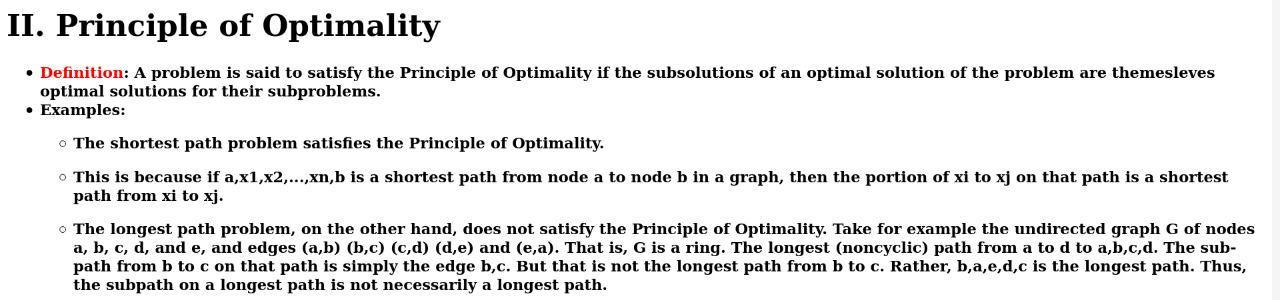 II. Principle of Optimality
• Definition: A problem is said to satisfy the Principle of Optimality if the subsolutions of an optimal solution of the problem are themesleves
optimal solutions for their subproblems.
• Examples:
○ The shortest path problem satisfies the Principle of Optimality.
○ This is because if a,x1,x2,...,xn,b is a shortest path from node a to node b in a graph, then the portion of xi to xj on that path is a shortest
path from xi to xj.
○ The longest path problem, on the other hand, does not satisfy the Principle of Optimality. Take for example the undirected graph G of nodes
a, b, c, d, and e, and edges (a,b) (b,c) (c,d) (d,e) and (e,a). That is, G is a ring. The longest (noncyclic) path from a to d to a,b,c,d. The sub-
path from b to c on that path is simply the edge b,c. But that is not the longest path from b to c. Rather, b,a,e,d,c is the longest path. Thus,
the subpath on a longest path is not necessarily a longest path.